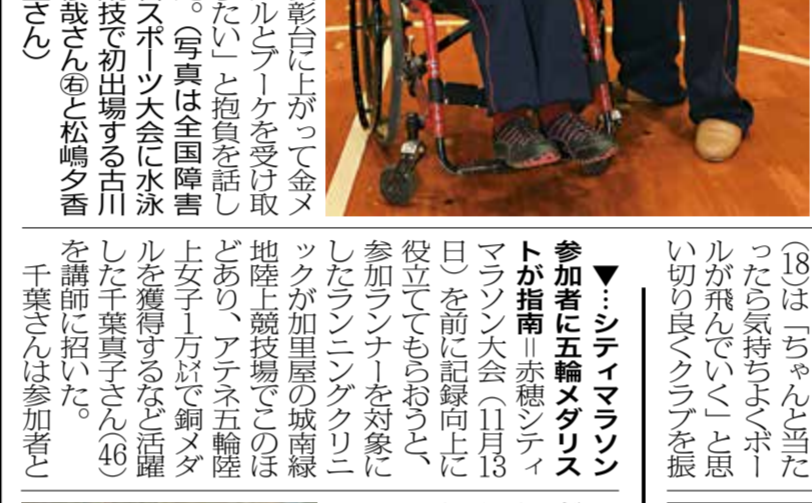 彰台に上がって金メ
ルとブーケを受け取
たい」と抱負を話し
。（写真は全国障害
スポーツ大会に水泳
技で初出場する古川
哉さん㊨と松嶋夕香
さん）
（18）は「ちゃんと当た
ったら気持ちよくボー
ルが飛んでいく」と思
い切り良くクラブを振
▼…シティマラソン
参加者に五輪メダリス
トが指南＝赤穂シティ
マラソン大会（11月13
日）を前に記録向上に
役立ててもらおうと、
参加ランナーを対象に
したランニングクリニ
ックが加里屋の城南緑
地陸上競技場でこのほ
どあり、アテネ五輪陸
上女子1万㍍で銅メダ
ルを獲得するなど活躍
した千葉真子さん（46）
を講師に招いた。
千葉さんは参加者と